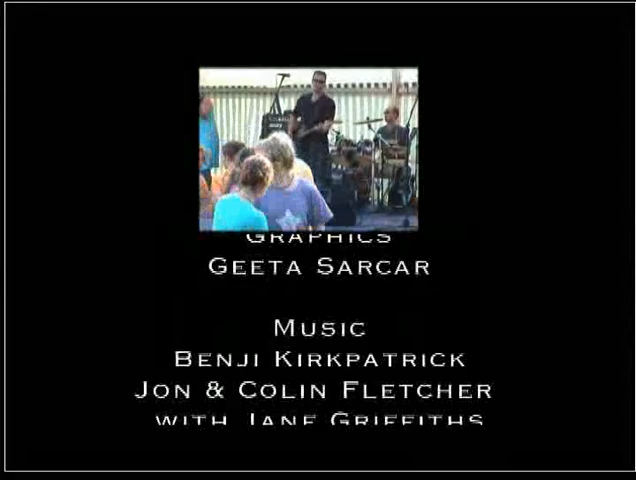 GRAPHICS
GEETA SARCAR
MUSIC
BENJI KIRKPATRICK
JON & COLIN FLETCHER
WITH JANE GRIFFITHS